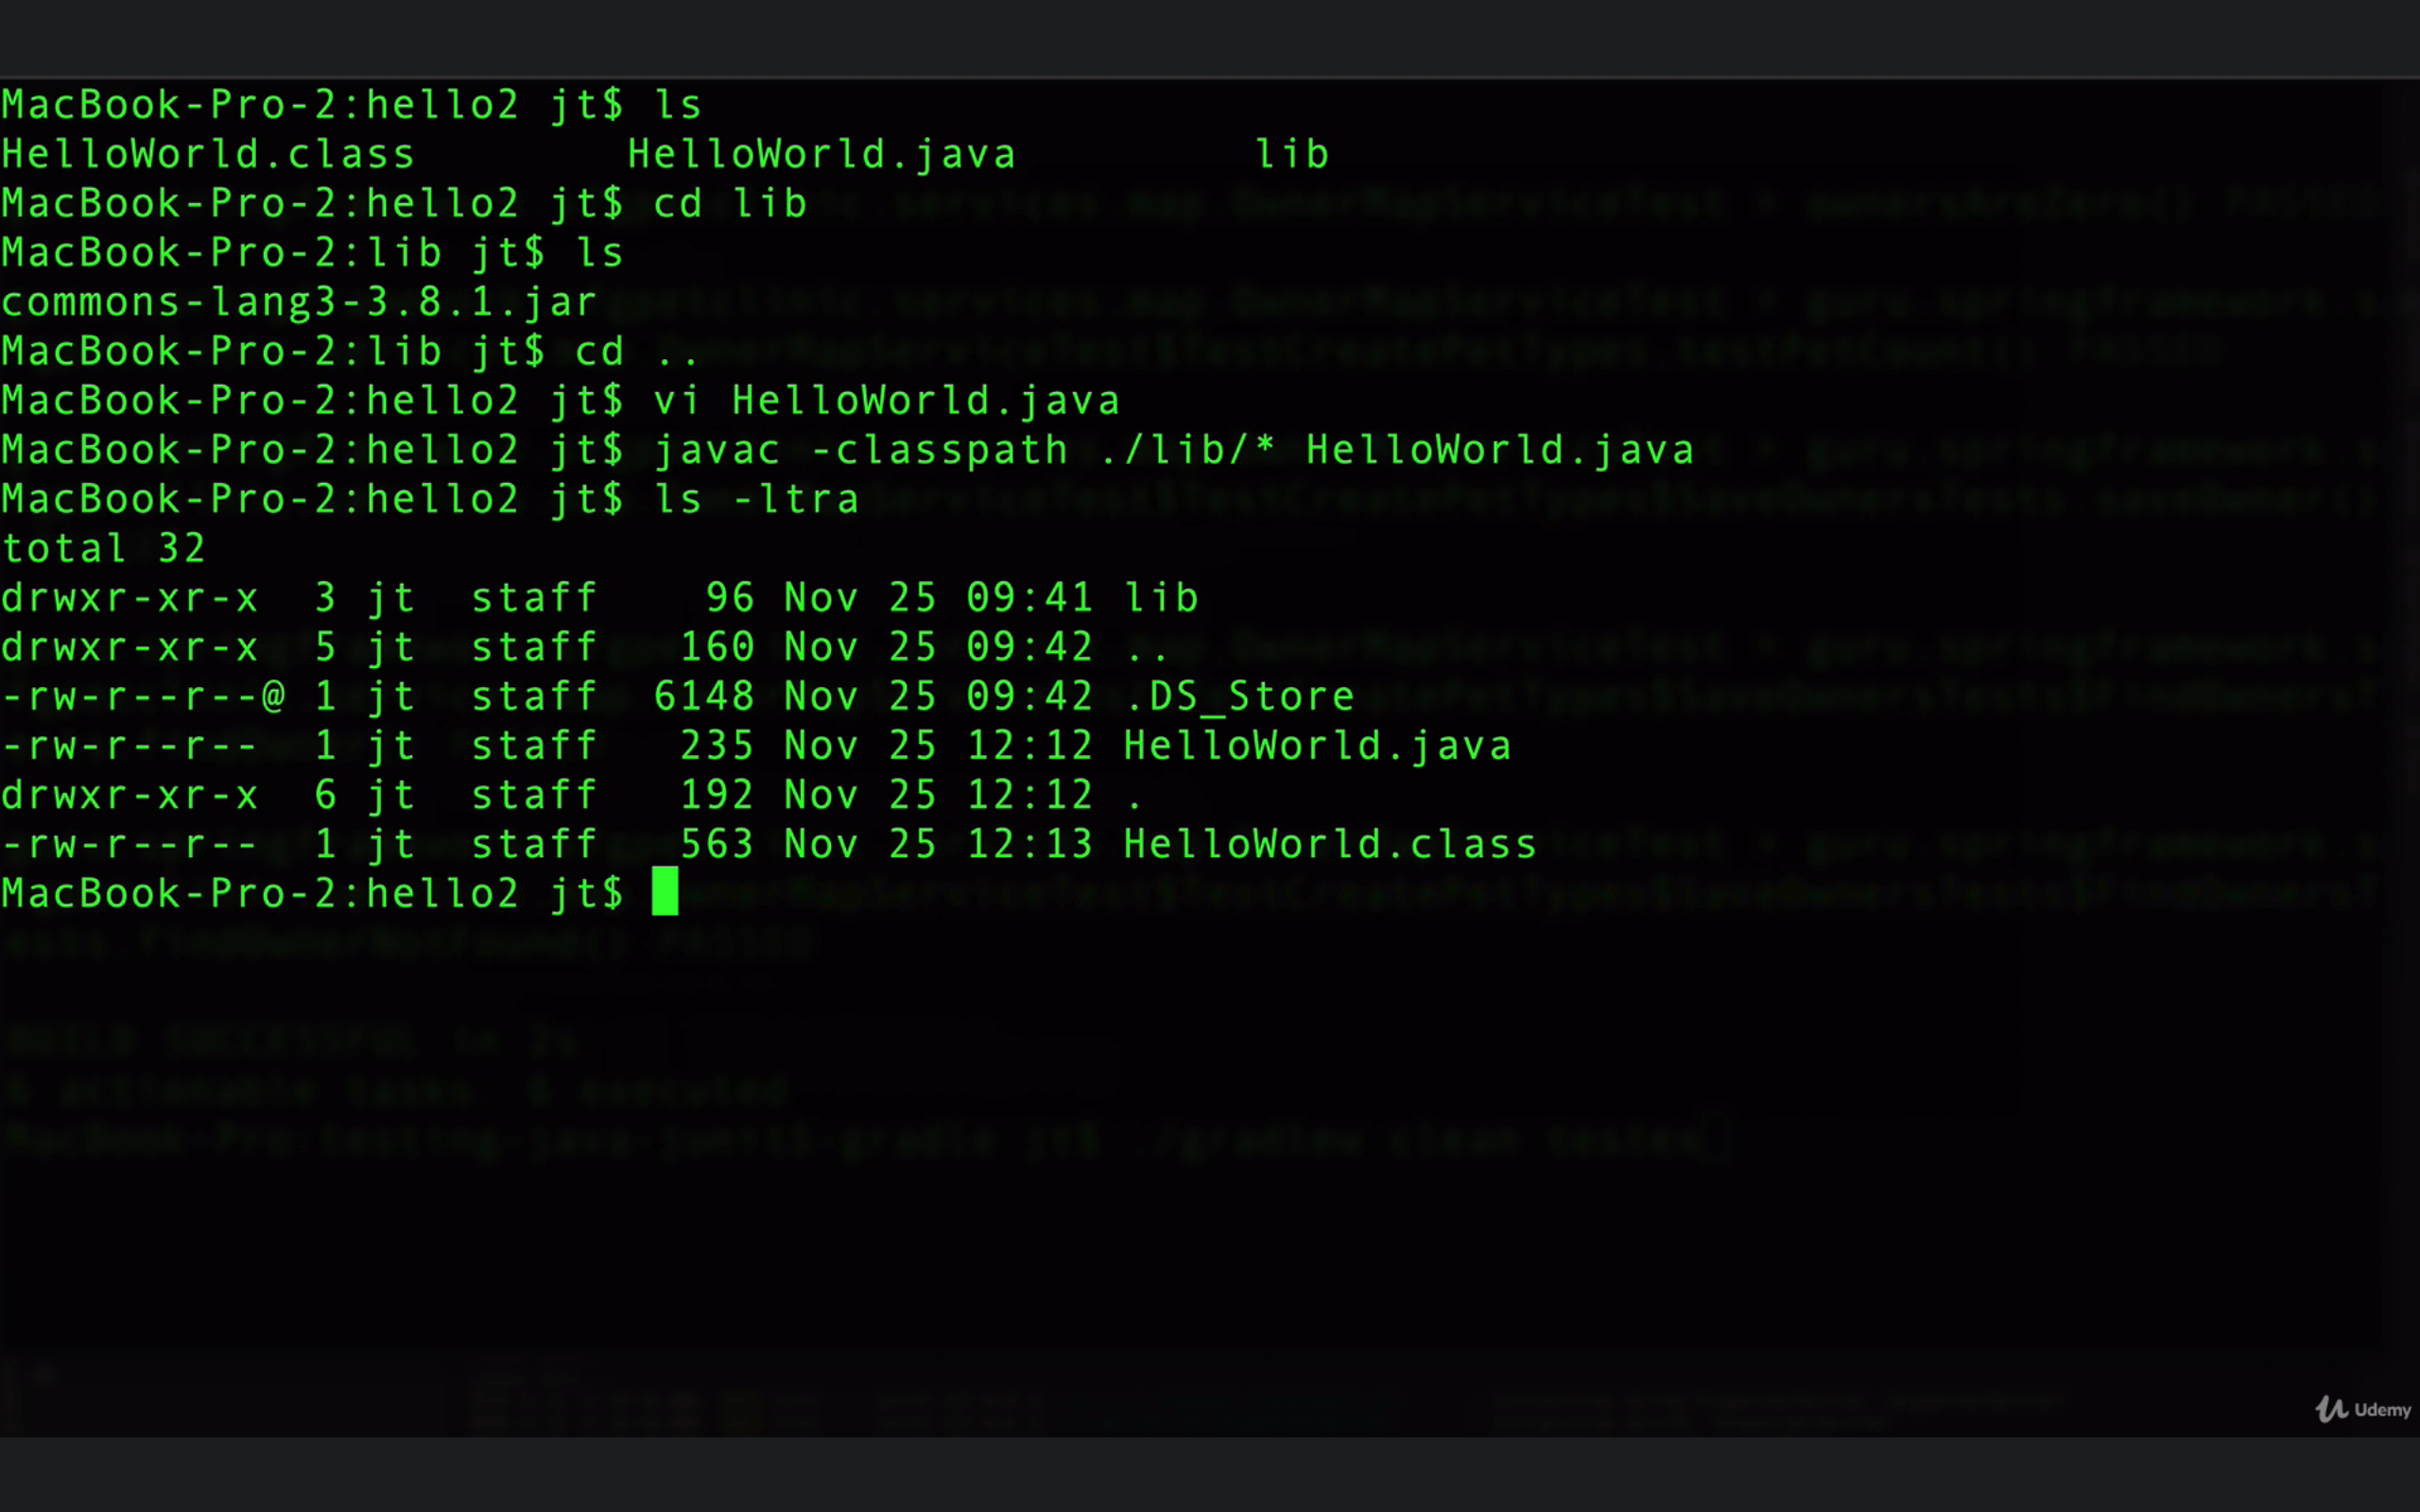 MacBook-Pro-2:hello2 jt$ ls
HelloWorld.class HelloWorld.java lib
MacBook-Pro-2:hello2 jt$ cd lib
MacBook-Pro-2:lib jt$ ls
commons-lang3-3.8.1.jar
MacBook-Pro-2:lib jt$ cd ..
MacBook-Pro-2:hello2 jt$ vi HelloWorld.java
MacBook-Pro-2:hello2 jt$ javac -classpath ./lib/* HelloWorld.java
MacBook-Pro-2:hello2 jt$ ls -ltra
total 32
drwxr-xr-x 3 jt staff 96 Nov 25 09:41 lib
drwxr-xr-x 5 jt staff 160 Nov 25 09:42 ..
-rw-r--r--@ 1 jt staff 6148 Nov 25 09:42 .DS_Store
-rw-r--r-- 1 jt staff 235 Nov 25 12:12 HelloWorld.java
drwxr-xr-x 6 jt staff 192 Nov 25 12:12 .
-rw-r--r-- 1 jt staff 563 Nov 25 12:13 HelloWorld.class
MacBook-Pro-2:hello2 jt$
Udemy